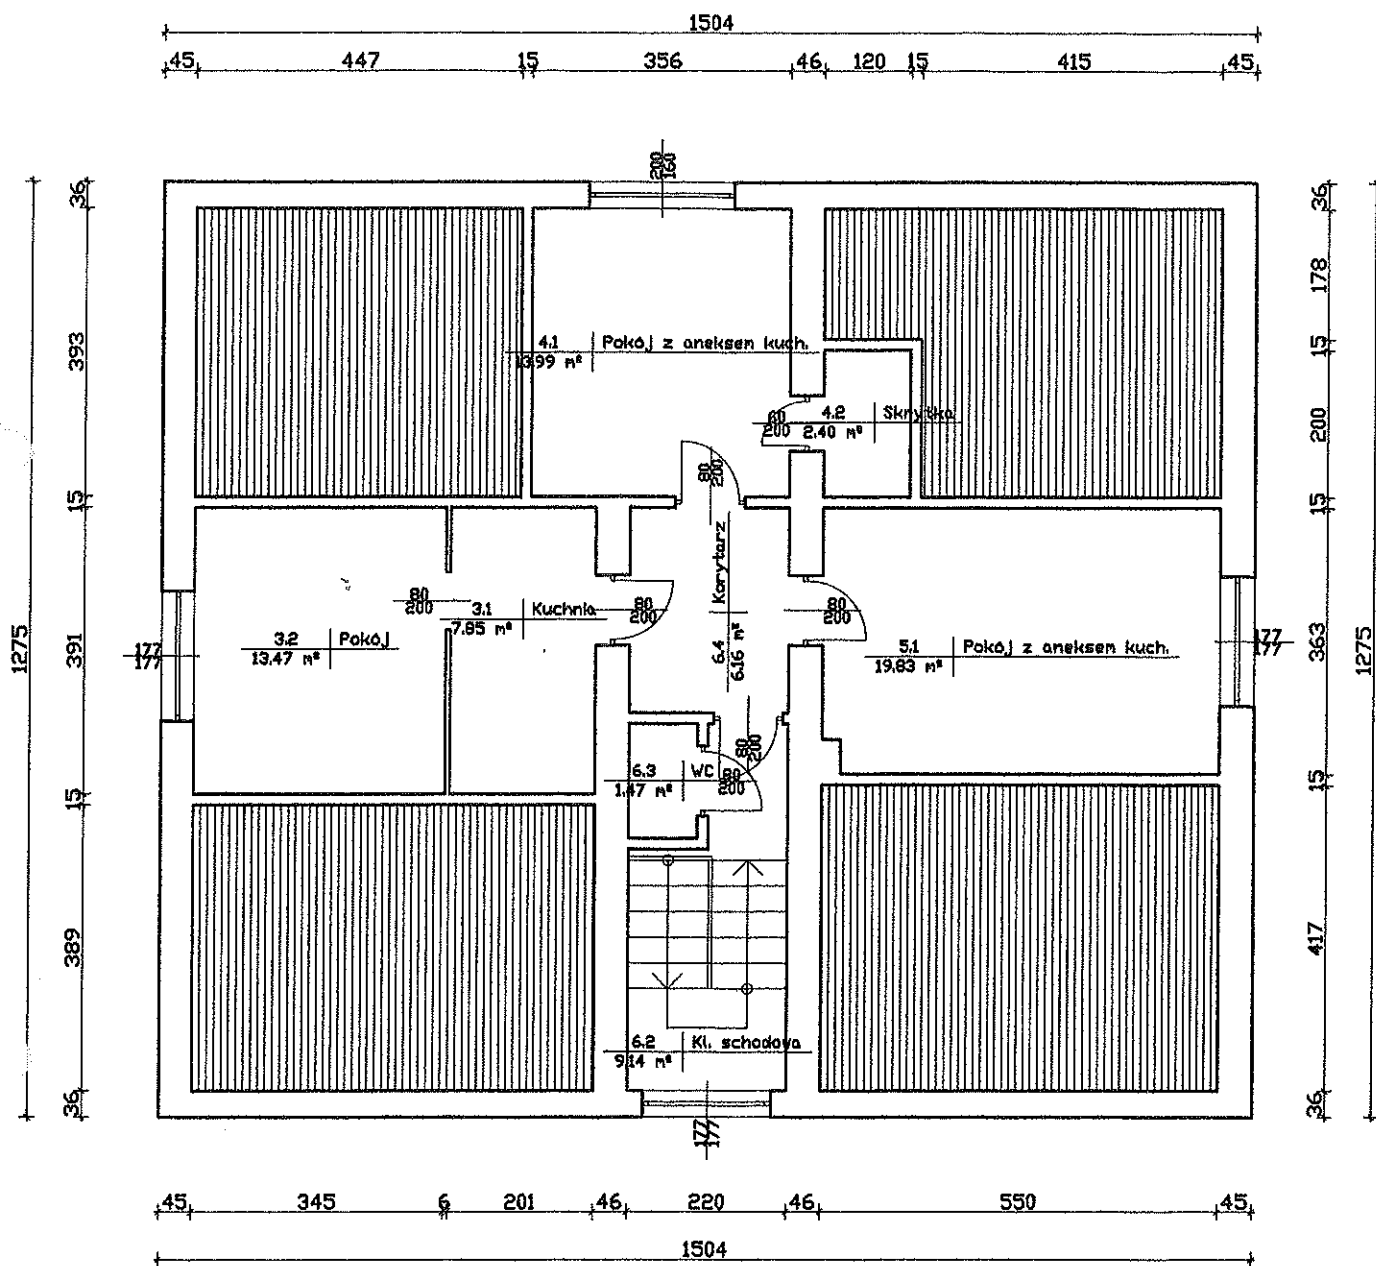 1504
45 447 15 356 46 120 15 415 45
200
160
36
393
15
391
15
389
36
1275
36
178
15
200
15
363
15
417
36
1275
4.1 Pokój z aneksem kuch.
13.99 m²
60
200
4.2 Skrytka
2.40 m²
80
200
Korytarz
6.4
6.16 m²
80
200
3.1 Kuchnia
7.85 m²
80
200
80
200
3.2 Pokój
13.47 m²
5.1 Pokój z aneksem kuch.
19.83 m²
177
177
177
177
80
200
6.3 WC
1.47 m²
80
200
6.2 Kl. schodowa
9.14 m²
177
177
45 345 6 201 46 220 46 550 45
1504